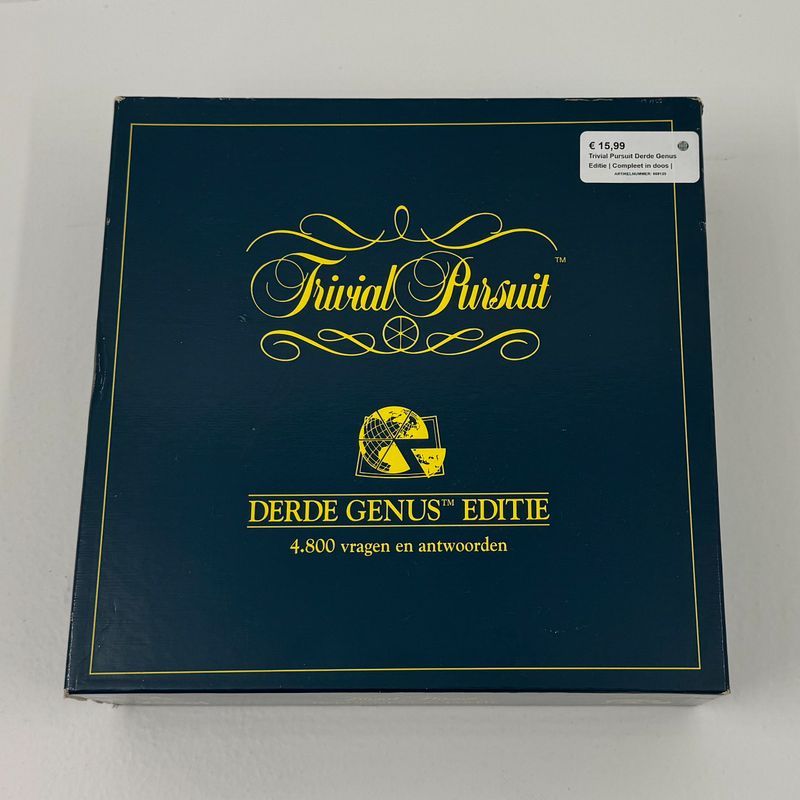 € 15,99
Trivial Pursuit Derde Genus
Editie | Compleet in doos |
Trivial Pursuit™
DERDE GENUS™ EDITIE
4.800 vragen en antwoorden